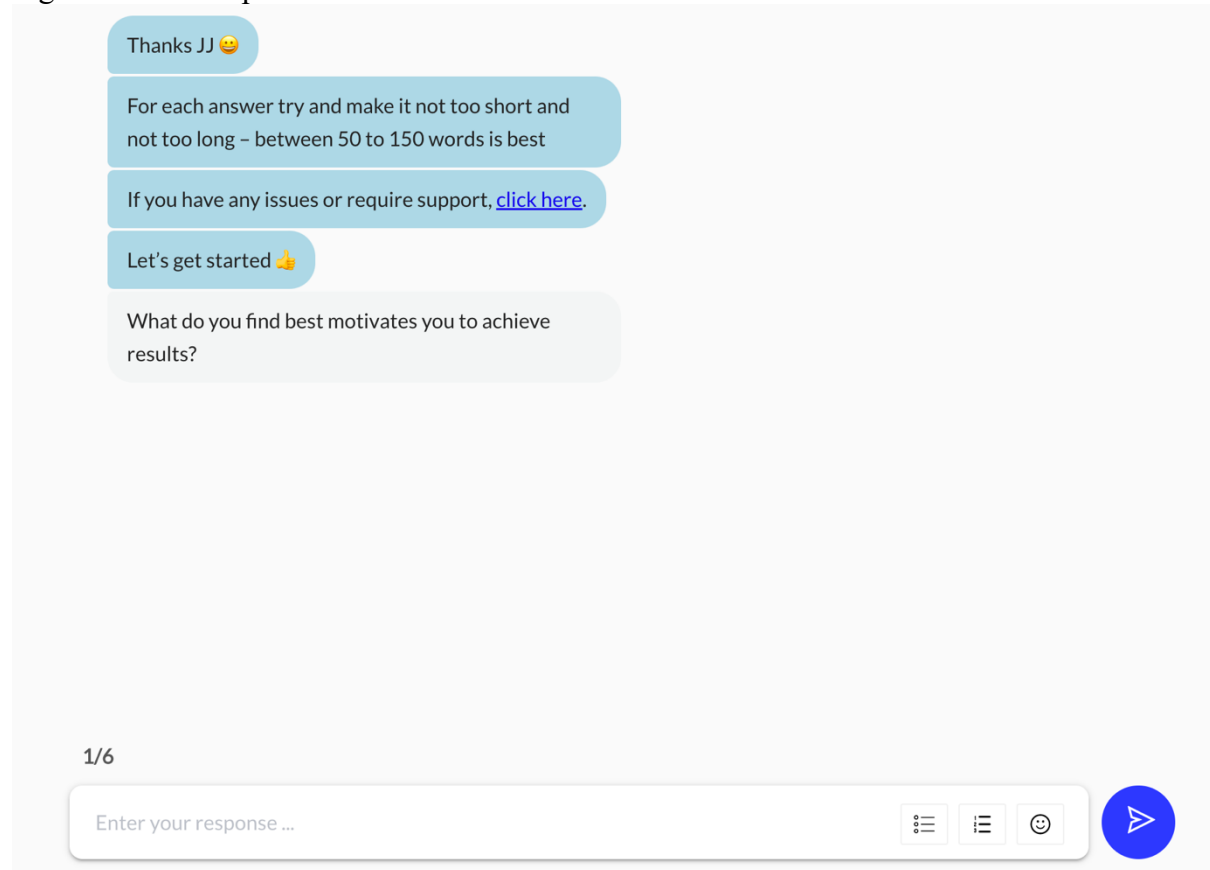 Thanks JJ 😀
For each answer try and make it not too short and
not too long – between 50 to 150 words is best
If you have any issues or require support, click here.
Let’s get started 👍
What do you find best motivates you to achieve
results?
1/6
Enter your response ...